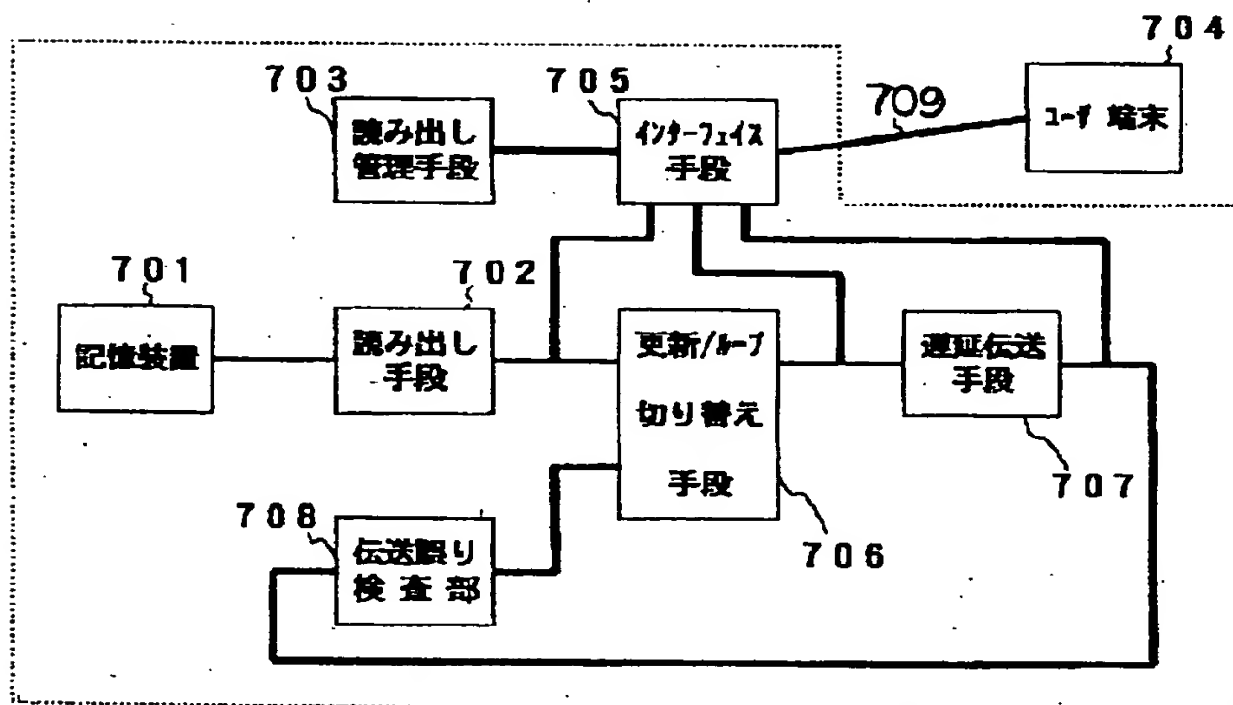 704
703
705
709
読み出し
管理手段
インターフェイス
手段
ユーザ 端末
701
702
記憶装置
読み出し
手段
更新/ループ
切り替え
手段
遅延伝送
手段
707
708
706
伝送誤り
検 査 部